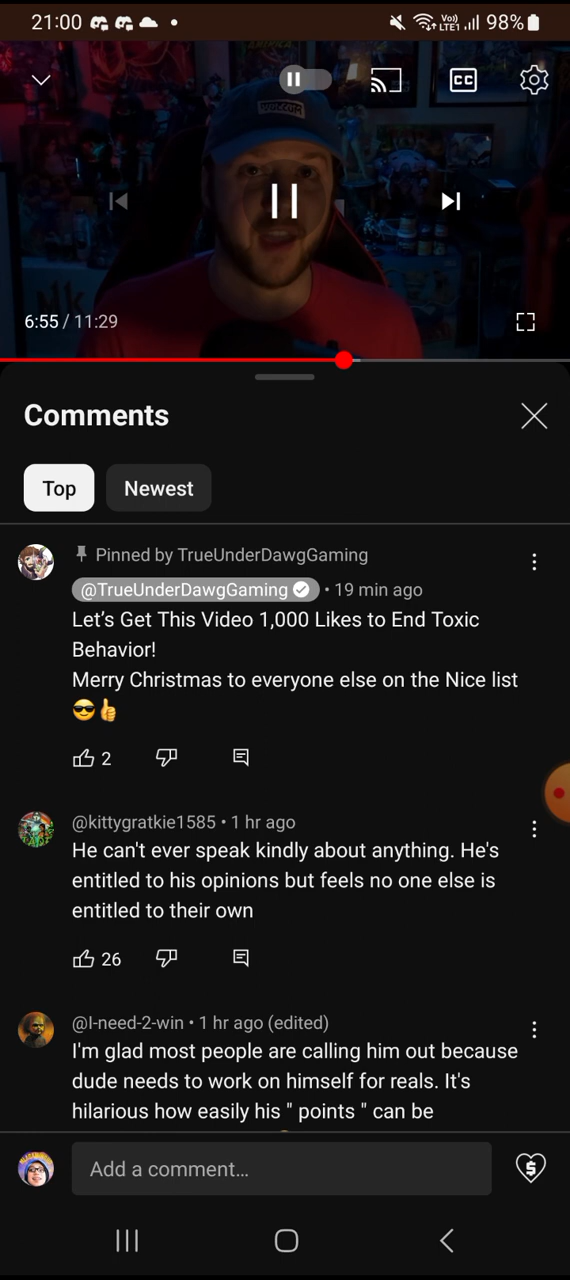 21:00
Vo))
LTE1
98%
CC
6:55 / 11:29
Comments
Top
Newest
Pinned by TrueUnderDawgGaming
@TrueUnderDawgGaming • 19 min ago
Let's Get This Video 1,000 Likes to End Toxic
Behavior!
Merry Christmas to everyone else on the Nice list
😎👍
2
@kittygratkie1585 • 1 hr ago
He can't ever speak kindly about anything. He's
entitled to his opinions but feels no one else is
entitled to their own
26
@I-need-2-win • 1 hr ago (edited)
I'm glad most people are calling him out because
dude needs to work on himself for reals. It's
hilarious how easily his " points " can be
Add a comment...